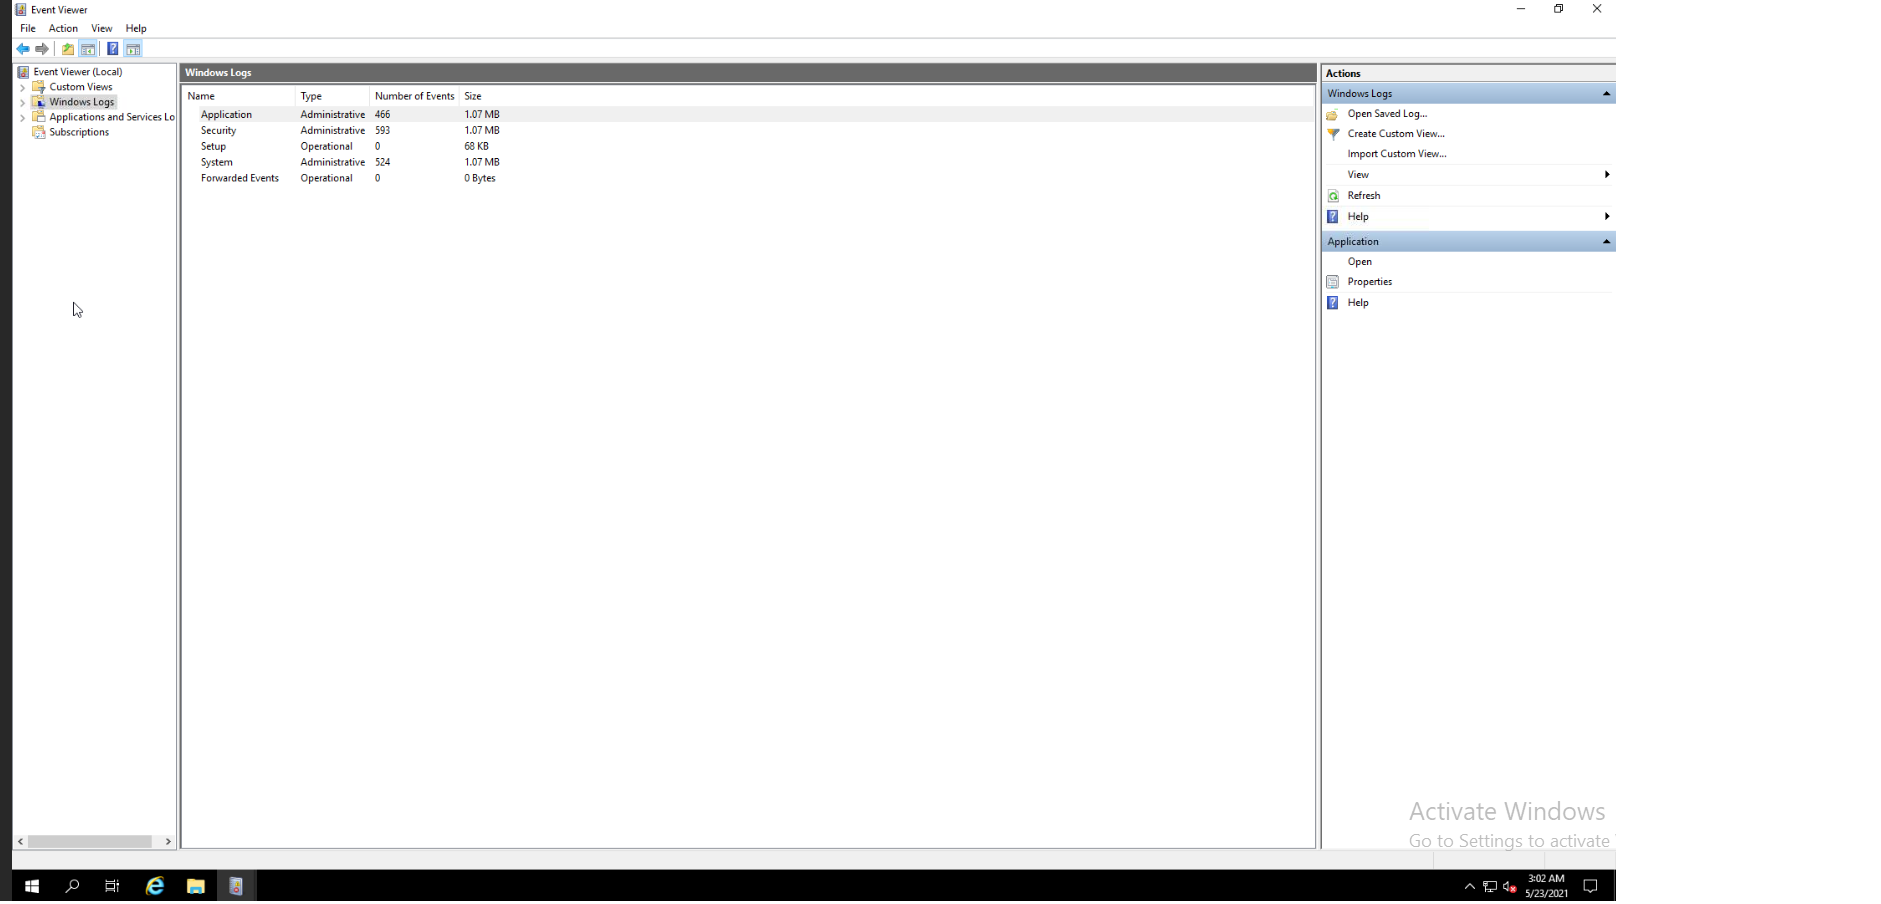 Event Viewer
File Action View Help
Event Viewer (Local)
Custom Views
Windows Logs
Applications and Services Lo
Subscriptions
Windows Logs
Name Type Number of Events Size
Application Administrative 466 1.07 MB
Security Administrative 593 1.07 MB
Setup Operational 0 68 KB
System Administrative 524 1.07 MB
Forwarded Events Operational 0 0 Bytes
Actions
Windows Logs
Open Saved Log...
Create Custom View...
Import Custom View...
View
Refresh
Help
Application
Open
Properties
Help
Activate Windows
Go to Settings to activate
3:02 AM
5/23/2021